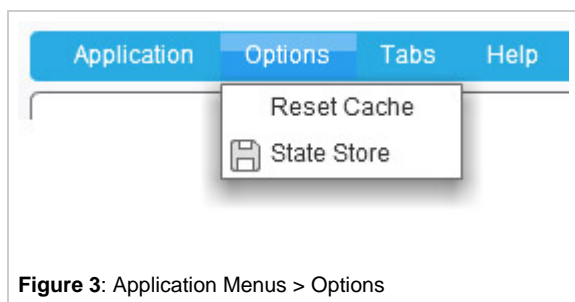 Application Options Tabs Help
Reset Cache
State Store
Figure 3: Application Menus > Options